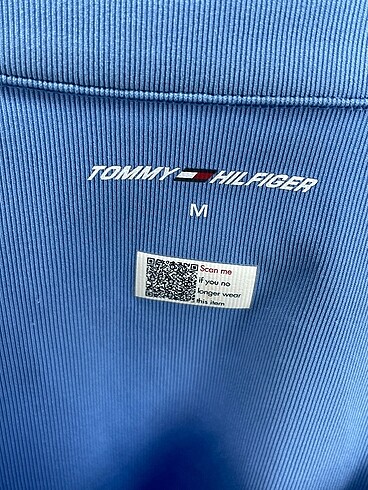 TOMMY HILFIGER
M
Scan me
if you no
longer wear
this item